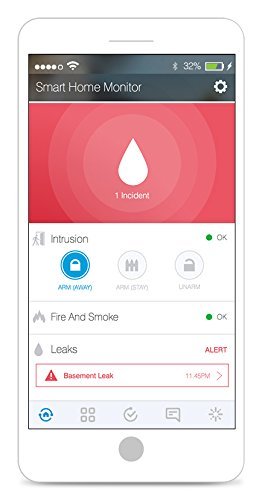 32%
Smart Home Monitor
1 Incident
Intrusion OK
ARM (AWAY) ARM (STAY) UNARM
Fire And Smoke OK
Leaks ALERT
Basement Leak 11:45PM